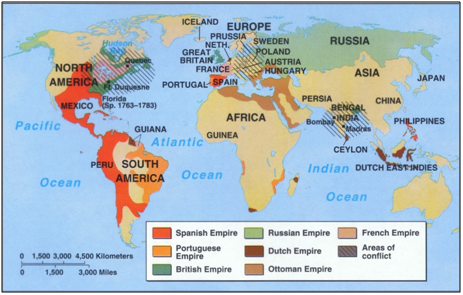 ICELAND
EUROPE
PRUSSIA
SWEDEN
NETH.
POLAND
RUSSIA
Hudson
Bay
Quebec
GREAT
BRITAIN
AUSTRIA
HUNGARY
FRANCE
NORTH
AMERICA
Ft Duquesne
PORTUGAL
SPAIN
ASIA
JAPAN
MEXICO
Florida
(Sp. 1763–1783)
PERSIA
CHINA
BENGAL
INDIA
Bombay
Madras
PHILIPPINES
Pacific
Atlantic
AFRICA
GUINEA
GUIANA
CEYLON
PERU
SOUTH
AMERICA
Indian
DUTCH EAST INDIES
Ocean
Ocean
Ocean
Ocean
Spanish Empire
Portuguese
Empire
British Empire
Russian Empire
Dutch Empire
Ottoman Empire
French Empire
Areas of
conflict
0 1,500 3,000 4,500 Kilometers
0 1,500 3,000 Miles